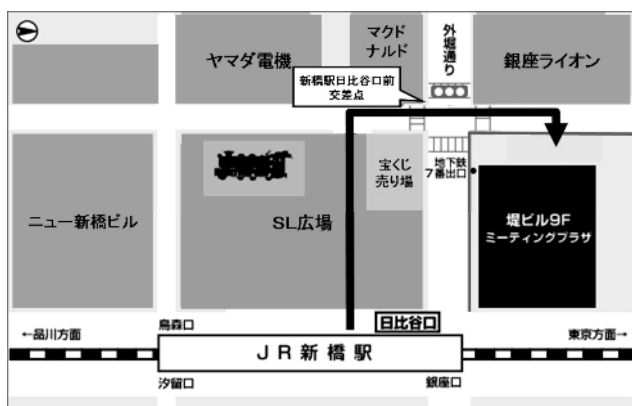 ヤマダ電機
マクド
ナルド
外堀通り
銀座ライオン
新橋駅日比谷口前
交差点
ニュー新橋ビル
SL広場
宝くじ
売り場
地下鉄
7番出口
堤ビル9F
ミーティングプラザ
←品川方面
烏森口
日比谷口
東京方面→
JR新橋駅
汐留口
銀座口